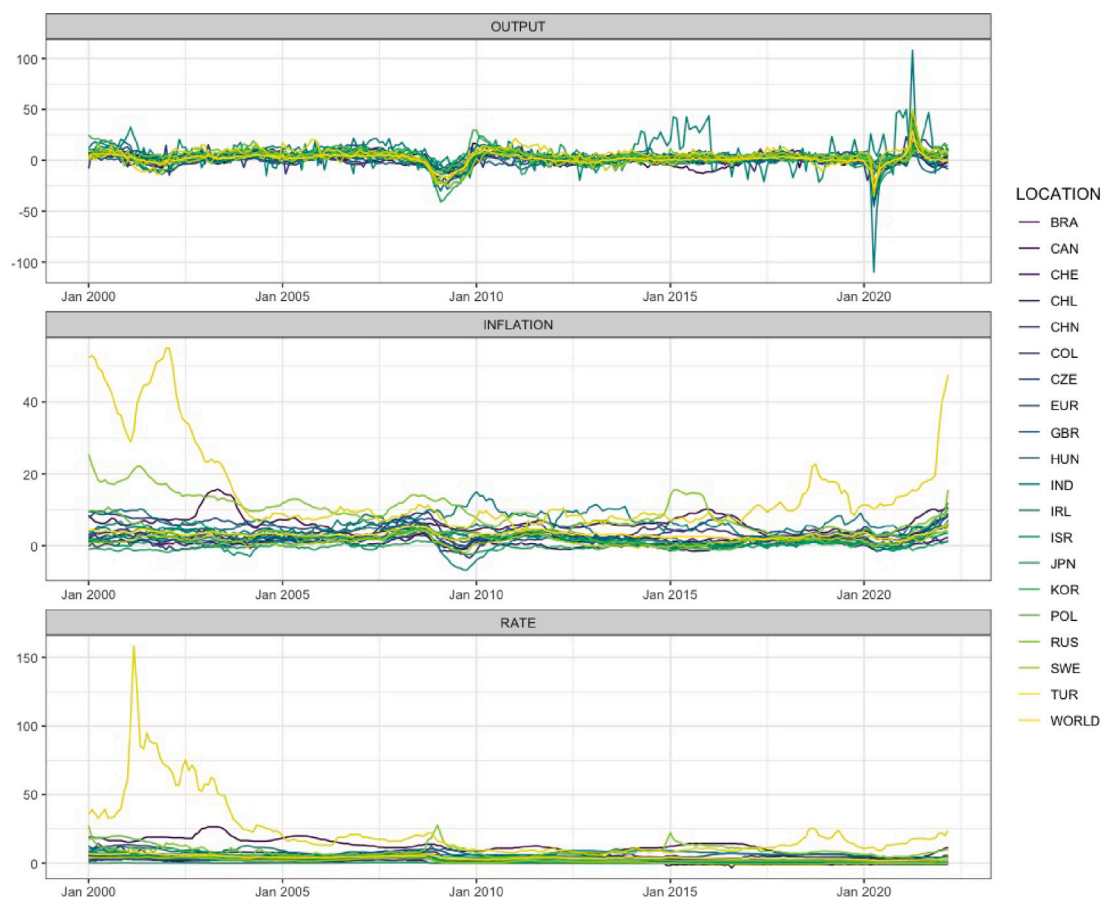 OUTPUT
100
50
0
-50
-100
Jan 2000 Jan 2005 Jan 2010 Jan 2015 Jan 2020
INFLATION
40
20
0
Jan 2000 Jan 2005 Jan 2010 Jan 2015 Jan 2020
RATE
150
100
50
0
Jan 2000 Jan 2005 Jan 2010 Jan 2015 Jan 2020
LOCATION
BRA
CAN
CHE
CHL
CHN
COL
CZE
EUR
GBR
HUN
IND
IRL
ISR
JPN
KOR
POL
RUS
SWE
TUR
WORLD